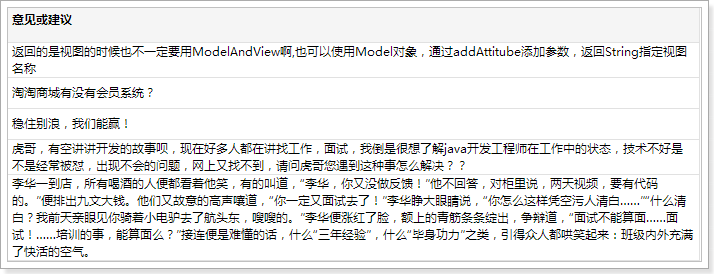 意见或建议
返回的是视图的时候也不一定要用ModelAndView啊,也可以使用Model对象，通过addAttitube添加参数，返回String指定视图
名称
淘淘商城有没有会员系统？
稳住别浪，我们能赢！
虎哥，有空讲讲开发的故事呗，现在好多人都在讲找工作，面试，我倒是很想了解java开发工程师在工作中的状态，技术不好是
不是经常被怼，出现不会的问题，网上又找不到，请问虎哥您遇到这种事怎么解决？？
李华一到店，所有喝酒的人便都看着他笑，有的叫道，“李华，你又没做反馈！”他不回答，对柜里说，两天视频，要有代码
的。”便排出九文大钱。他们又故意的高声嚷道，“你一定又面试去了！”李华睁大眼睛说，“你怎么这样凭空污人清白……”“什么清
白？我前天亲眼见你骑着小电驴去了航头东，嗖嗖的。”李华便涨红了脸，额上的青筋条条绽出，争辩道，“面试不能算面……面
试！……培训的事，能算面么？”接连便是难懂的话，什么“三年经验”，什么“毕身功力”之类，引得众人都哄笑起来：班级内外充满
了快活的空气。